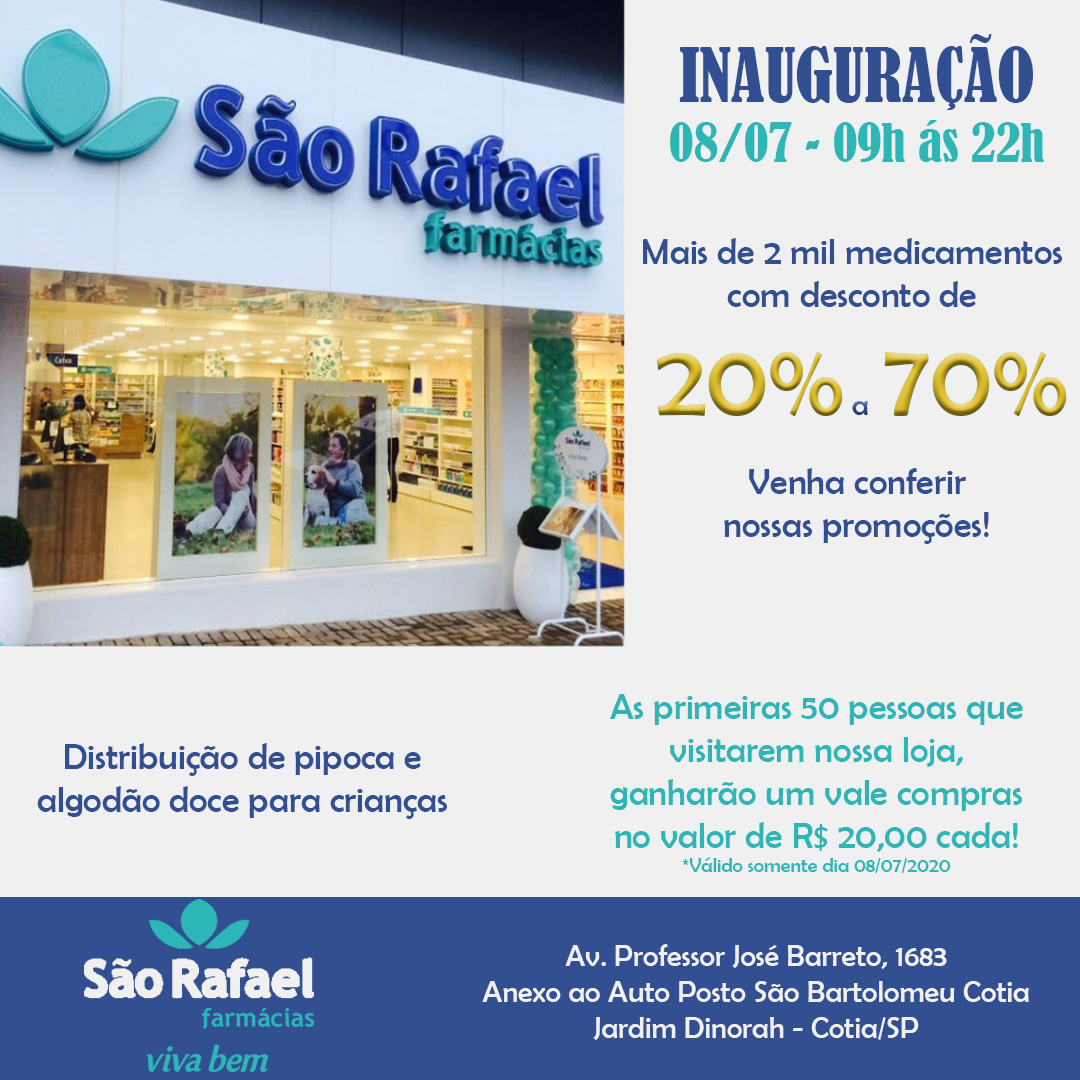 São Rafael
farmácias
Caixa
São Rafael
viva bem
INAUGURAÇÃO
08/07 - 09h ás 22h
Mais de 2 mil medicamentos
com desconto de
20% a 70%
Venha conferir
nossas promoções!
Distribuição de pipoca e
algodão doce para crianças
As primeiras 50 pessoas que
visitarem nossa loja,
ganharão um vale compras
no valor de R$ 20,00 cada!
*Válido somente dia 08/07/2020
São Rafael
farmácias
viva bem
Av. Professor José Barreto, 1683
Anexo ao Auto Posto São Bartolomeu Cotia
Jardim Dinorah - Cotia/SP